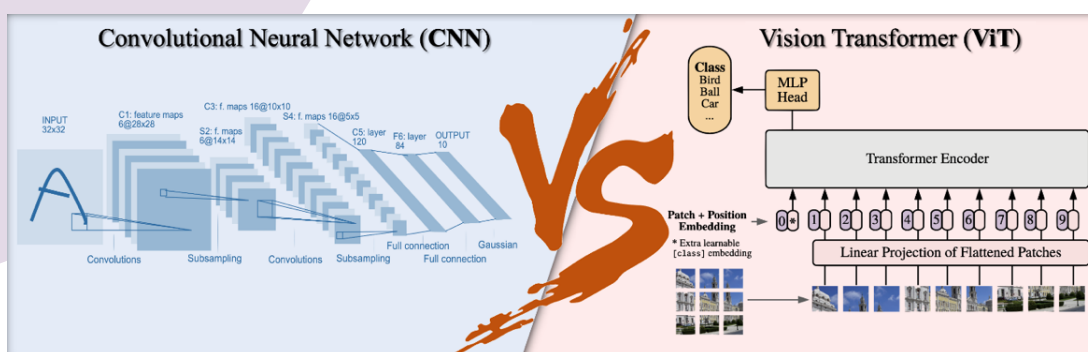 Convolutional Neural Network (CNN)
INPUT
32x32
C1: feature maps
6@28x28
C3: f. maps 16@10x10
S2: f. maps
6@14x14
S4: f. maps 16@5x5
C5: layer
120
F6: layer
84
OUTPUT
10
Convolutions
Subsampling
Convolutions
Subsampling
Full connection
Full connection
Gaussian
VS
Vision Transformer (ViT)
Class
Bird
Ball
Car
...
MLP
Head
Transformer Encoder
Patch + Position
Embedding
* Extra learnable
[class] embedding
0 *
1
2
3
4
5
6
7
8
9
Linear Projection of Flattened Patches